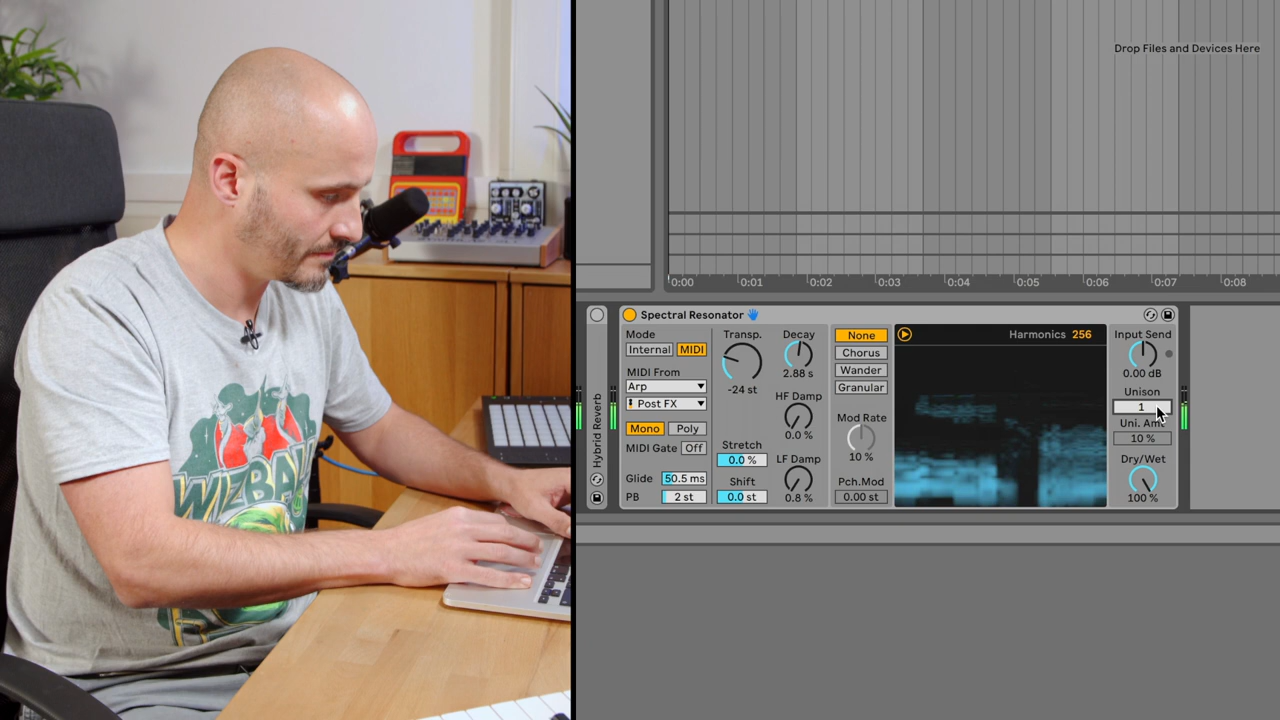 WIZBALL
Drop Files and Devices Here
0:00 0:01 0:02 0:03 0:04 0:05 0:06 0:07 0:08
Hybrid Reverb
Spectral Resonator
Mode
Internal MIDI
MIDI From
Arp
Post FX
Mono Poly
MIDI Gate Off
Glide 50.5 ms
PB 2 st
Transp.
-24 st
Stretch
0.0 %
Shift
0.0 st
Decay
2.88 s
HF Damp
0.0 %
LF Damp
0.8 %
None
Chorus
Wander
Granular
Mod Rate
10 %
Pch.Mod
0.00 st
Harmonics 256
Input Send
0.00 dB
Unison
1
Uni. Am
10 %
Dry/Wet
100 %